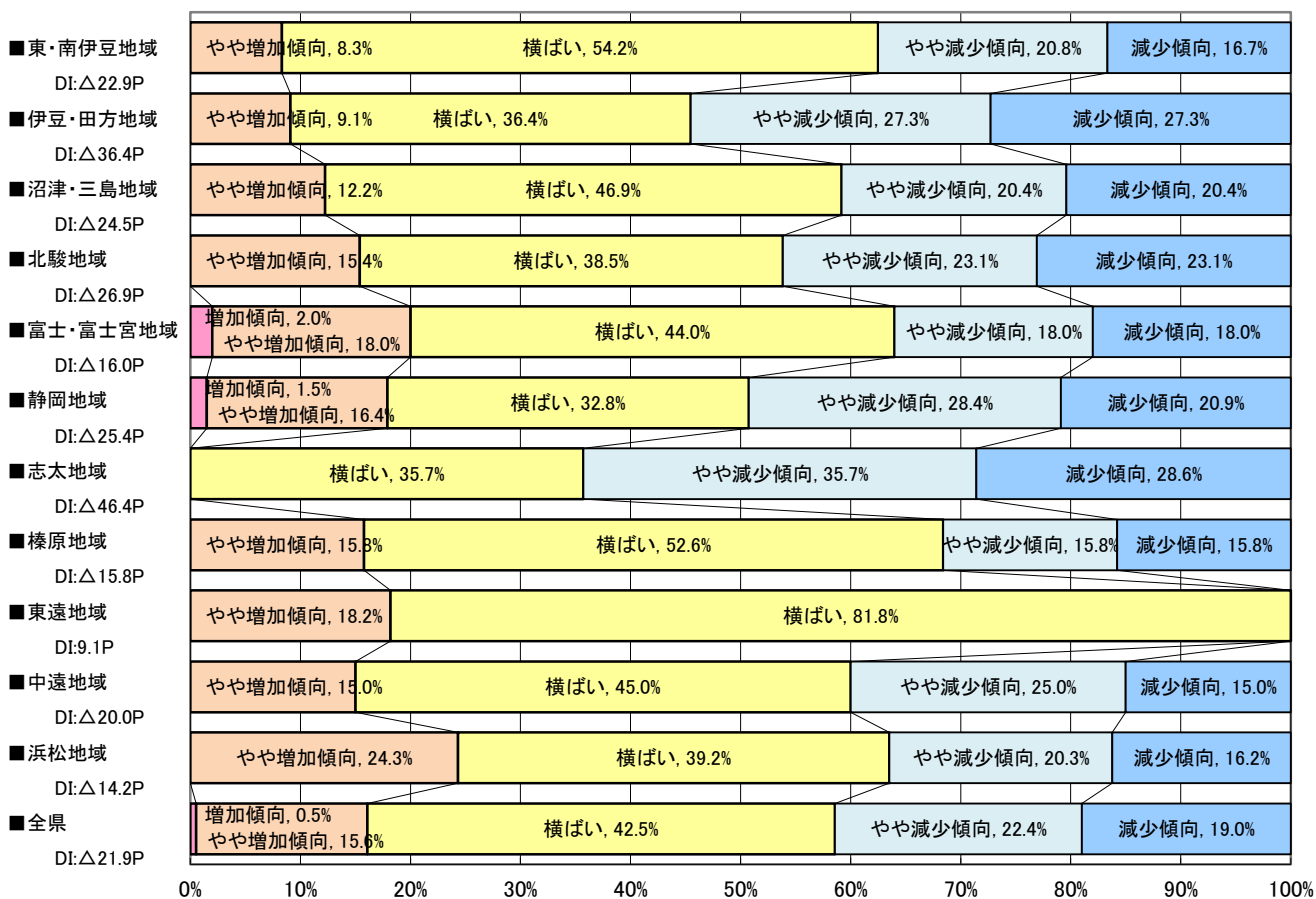 ■東・南伊豆地域
DI:△22.9P
やや増加傾向, 8.3%
横ばい, 54.2%
やや減少傾向, 20.8%
減少傾向, 16.7%
■伊豆・田方地域
DI:△36.4P
やや増加傾向, 9.1%
横ばい, 36.4%
やや減少傾向, 27.3%
減少傾向, 27.3%
■沼津・三島地域
DI:△24.5P
やや増加傾向, 12.2%
横ばい, 46.9%
やや減少傾向, 20.4%
減少傾向, 20.4%
■北駿地域
DI:△26.9P
やや増加傾向, 15.4%
横ばい, 38.5%
やや減少傾向, 23.1%
減少傾向, 23.1%
■富士・富士宮地域
DI:△16.0P
増加傾向, 2.0%
やや増加傾向, 18.0%
横ばい, 44.0%
やや減少傾向, 18.0%
減少傾向, 18.0%
■静岡地域
DI:△25.4P
増加傾向, 1.5%
やや増加傾向, 16.4%
横ばい, 32.8%
やや減少傾向, 28.4%
減少傾向, 20.9%
■志太地域
DI:△46.4P
横ばい, 35.7%
やや減少傾向, 35.7%
減少傾向, 28.6%
■榛原地域
DI:△15.8P
やや増加傾向, 15.8%
横ばい, 52.6%
やや減少傾向, 15.8%
減少傾向, 15.8%
■東遠地域
DI:9.1P
やや増加傾向, 18.2%
横ばい, 81.8%
■中遠地域
DI:△20.0P
やや増加傾向, 15.0%
横ばい, 45.0%
やや減少傾向, 25.0%
減少傾向, 15.0%
■浜松地域
DI:△14.2P
やや増加傾向, 24.3%
横ばい, 39.2%
やや減少傾向, 20.3%
減少傾向, 16.2%
■全県
DI:△21.9P
増加傾向, 0.5%
やや増加傾向, 15.6%
横ばい, 42.5%
やや減少傾向, 22.4%
減少傾向, 19.0%
0% 10% 20% 30% 40% 50% 60% 70% 80% 90% 100%